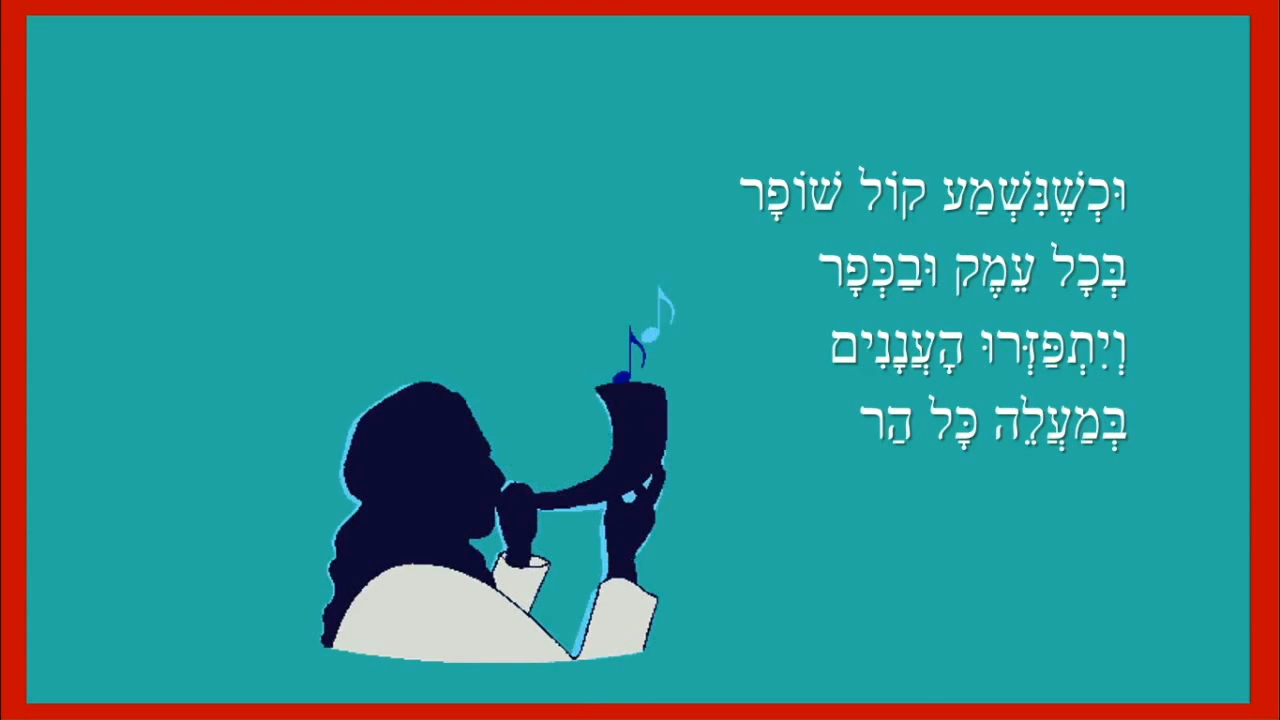 וּכְשֶׁנִּשְׁמַע קוֹל שׁוֹפָר
בְּכָל עֵמֶק וּבַכְּפָר
וְיִתְפַּזְּרוּ הָעֲנָנִים
בְּמַעֲלֵה כָּל הַר